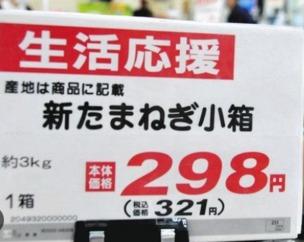 生活応援
産地は商品に記載
新たまねぎ小箱
約3kg
本体価格 298円
1箱
(税込価格 321円)
2049320000000